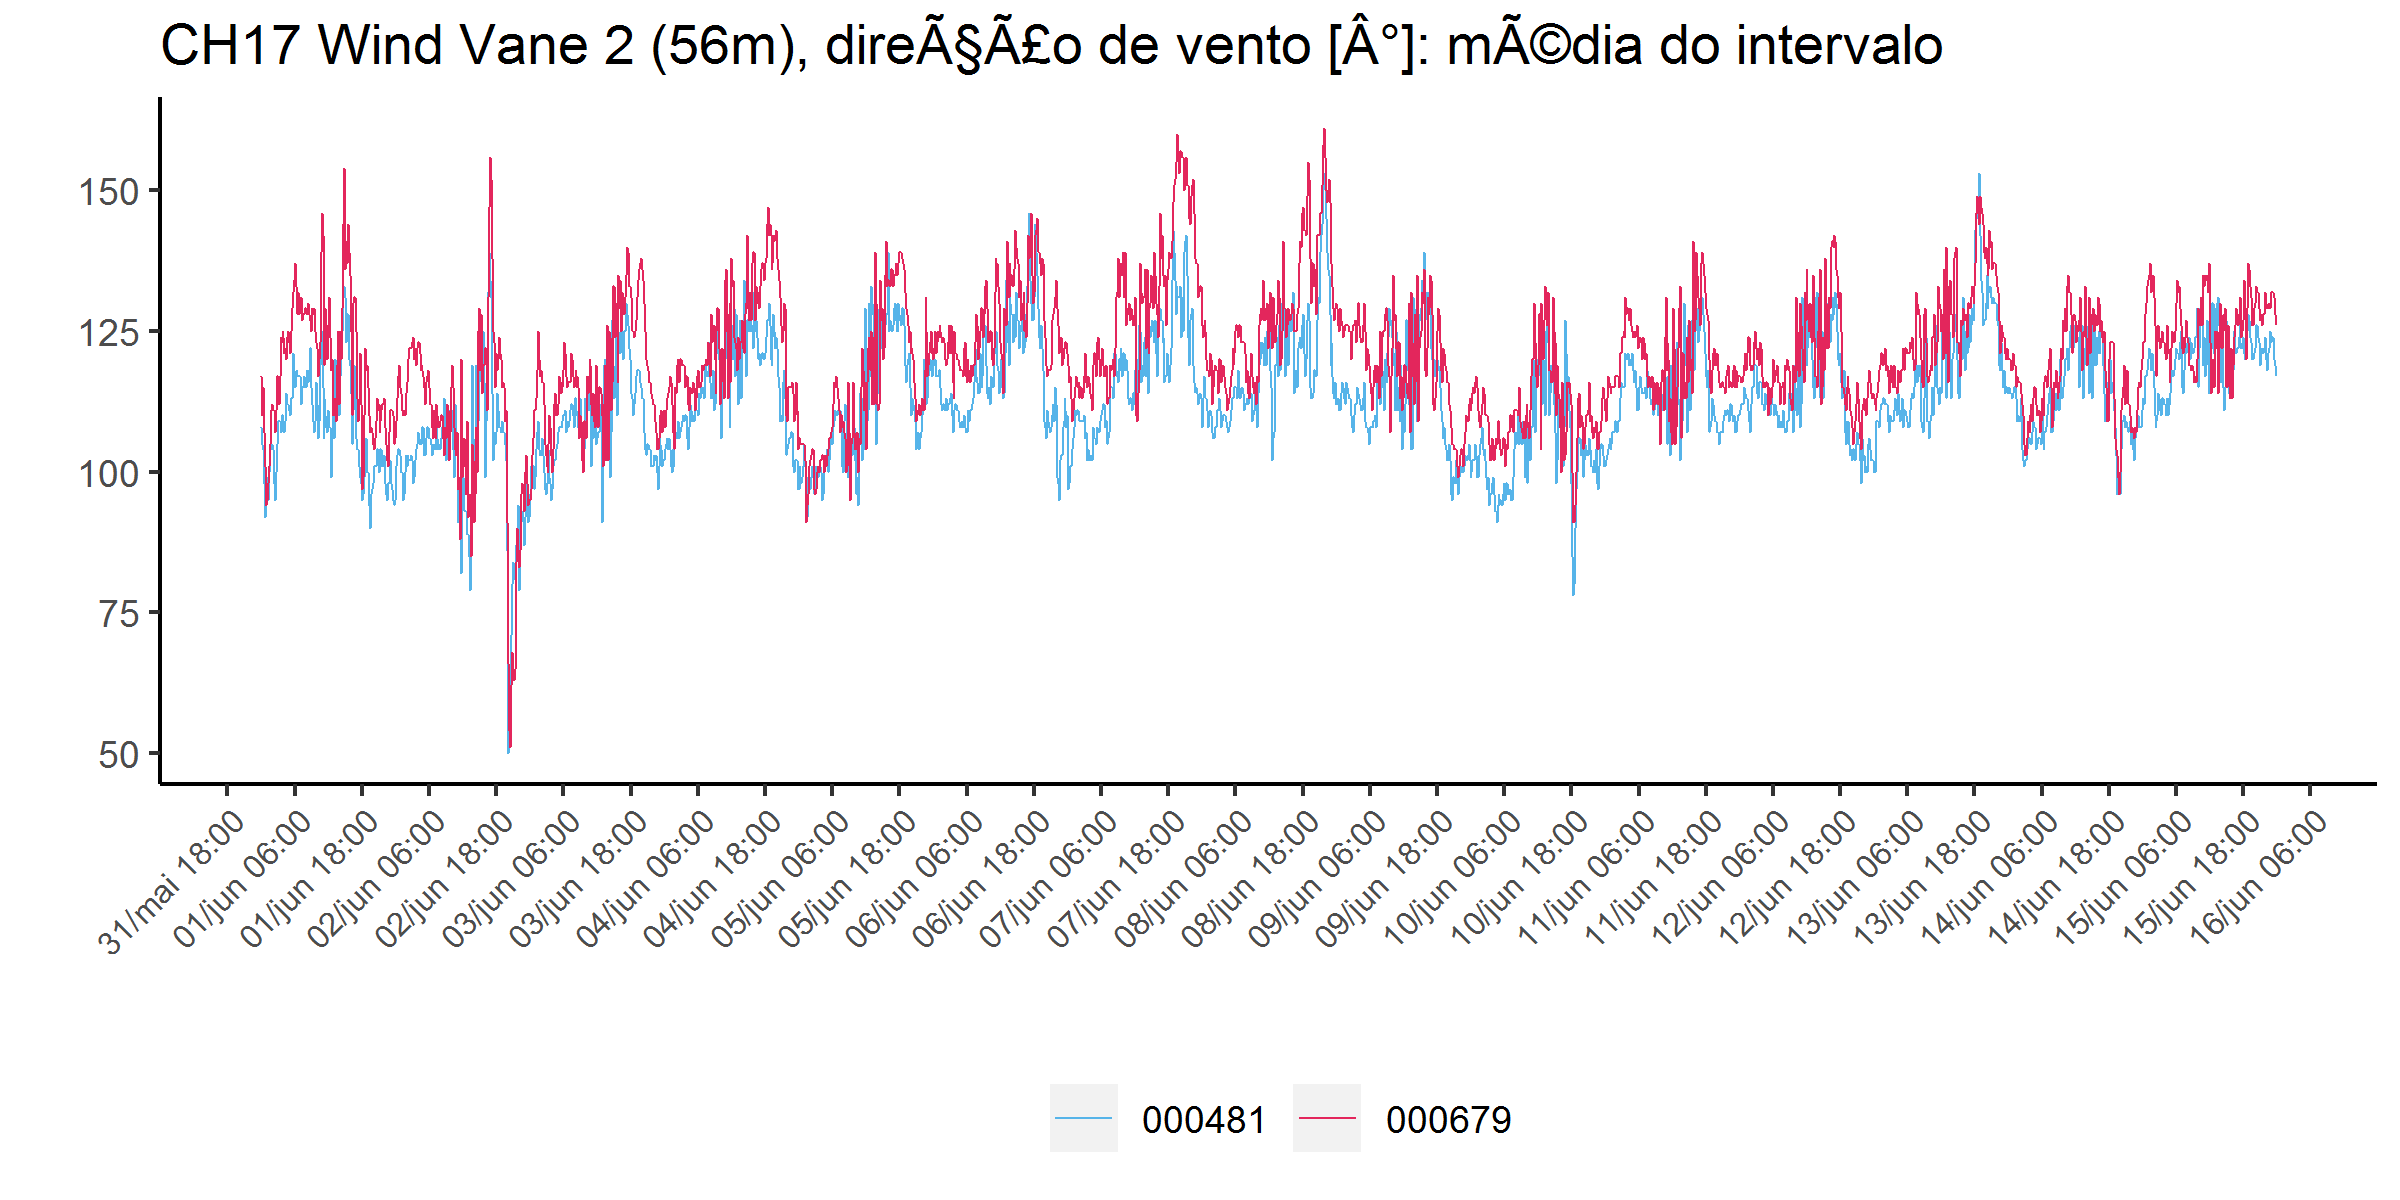 CH17 Wind Vane 2 (56m), direÃ§Ã£o de vento [Â°]: mÃ©dia do intervalo
150
125
100
75
50
31/mai 18:00
01/jun 06:00
01/jun 18:00
02/jun 06:00
02/jun 18:00
03/jun 06:00
03/jun 18:00
04/jun 06:00
04/jun 18:00
05/jun 06:00
05/jun 18:00
06/jun 06:00
06/jun 18:00
07/jun 06:00
07/jun 18:00
08/jun 06:00
08/jun 18:00
09/jun 06:00
09/jun 18:00
10/jun 06:00
10/jun 18:00
11/jun 06:00
11/jun 18:00
12/jun 06:00
12/jun 18:00
13/jun 06:00
13/jun 18:00
14/jun 06:00
14/jun 18:00
15/jun 06:00
15/jun 18:00
16/jun 06:00
000481 000679